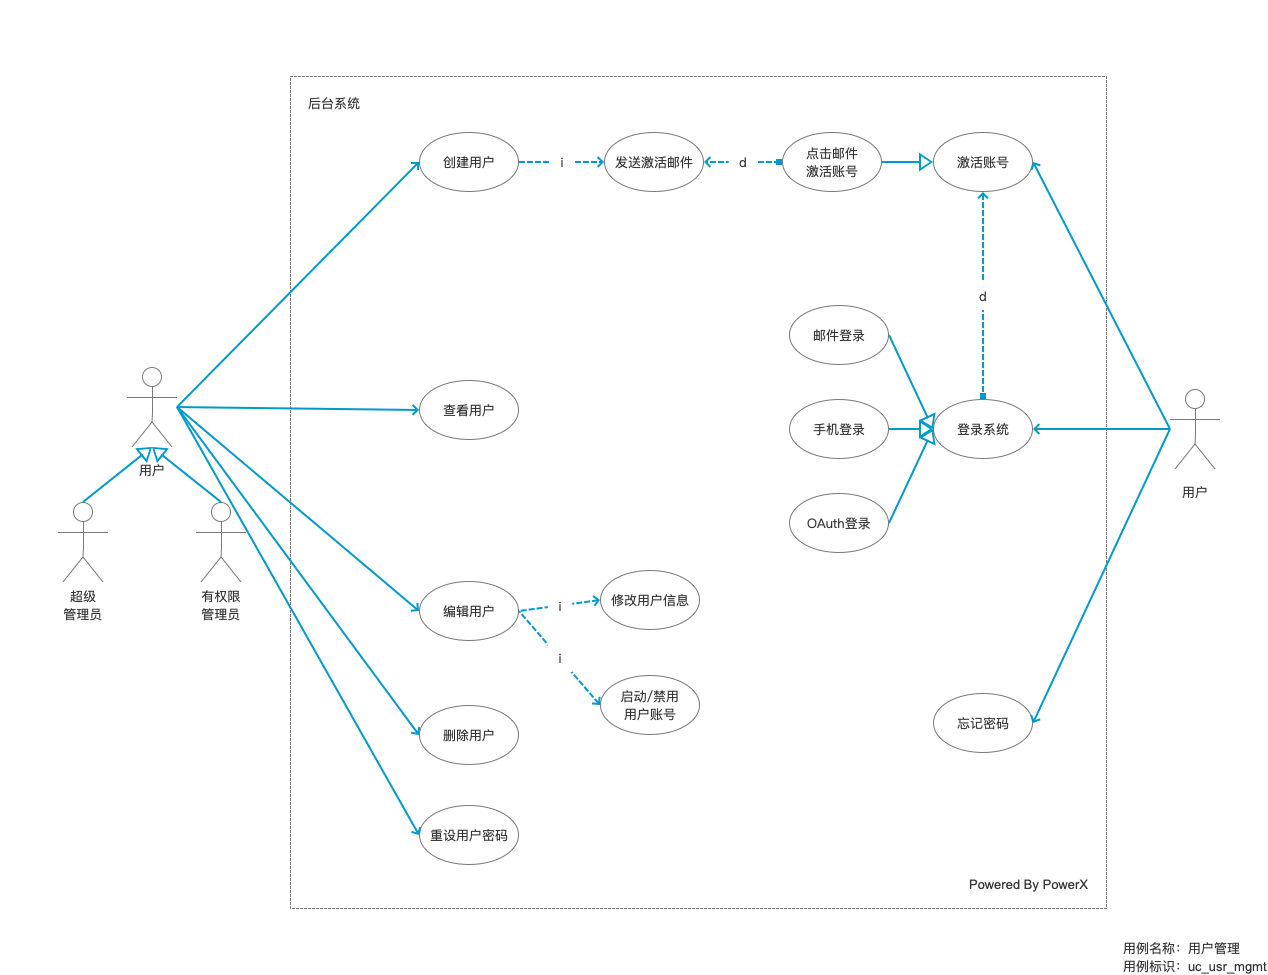 后台系统
创建用户
i
发送激活邮件
d
点击邮件
激活账号
激活账号
d
邮件登录
查看用户
手机登录
登录系统
用户
用户
OAuth登录
超级
管理员
有权限
管理员
编辑用户
i
修改用户信息
i
启动/禁用
用户账号
删除用户
忘记密码
重设用户密码
Powered By PowerX
用例名称：用户管理
用例标识：uc_usr_mgmt